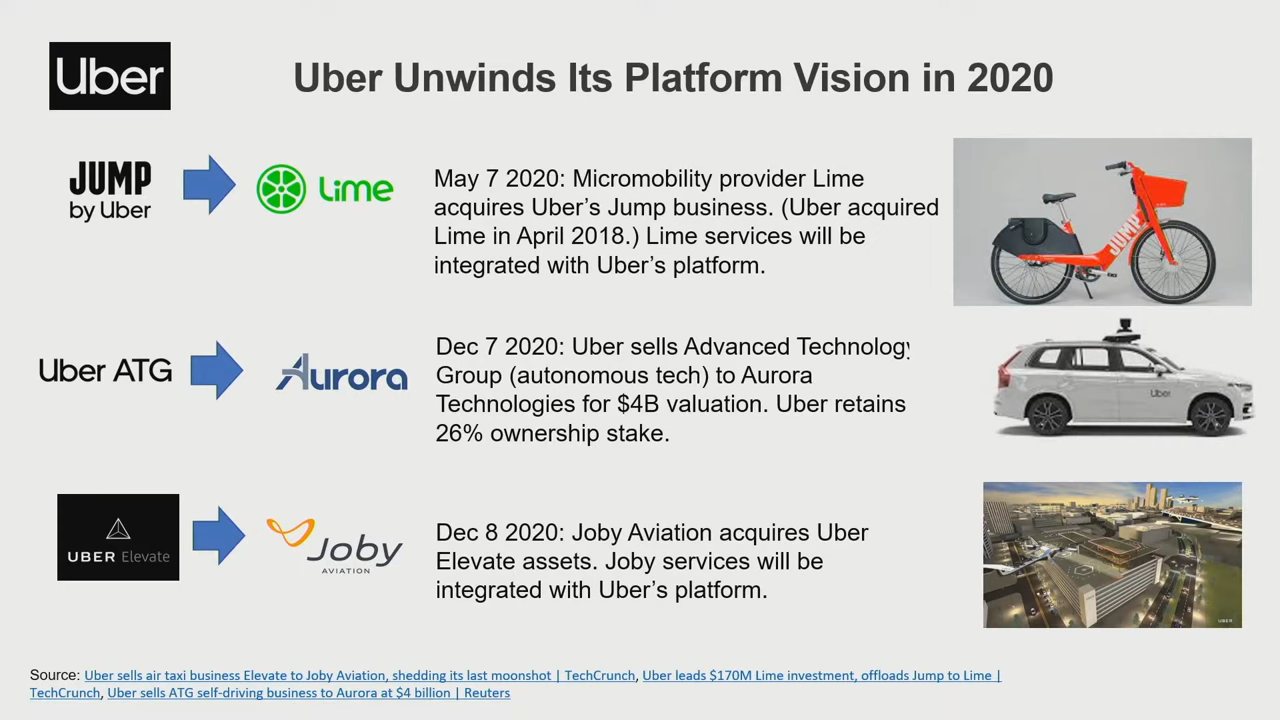 Uber
Uber Unwinds Its Platform Vision in 2020
JUMP
by Uber
Lime
May 7 2020: Micromobility provider Lime
acquires Uber’s Jump business. (Uber acquired
Lime in April 2018.) Lime services will be
integrated with Uber’s platform.
JUMP
Uber ATG
Aurora
Dec 7 2020: Uber sells Advanced Technology
Group (autonomous tech) to Aurora
Technologies for $4B valuation. Uber retains
26% ownership stake.
Uber
UBER Elevate
Joby
AVIATION
Dec 8 2020: Joby Aviation acquires Uber
Elevate assets. Joby services will be
integrated with Uber’s platform.
UBER
Source: Uber sells air taxi business Elevate to Joby Aviation, shedding its last moonshot | TechCrunch, Uber leads $170M Lime investment, offloads Jump to Lime |
TechCrunch, Uber sells ATG self-driving business to Aurora at $4 billion | Reuters